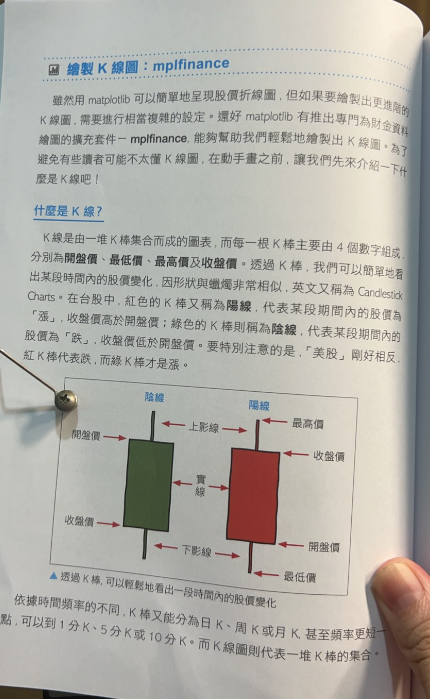 繪製 K 線圖：mplfinance
雖然用 matplotlib 可以簡單地呈現股價折線圖，但如果要繪製出更進階的
K 線圖，需要進行相當複雜的設定。還好 matplotlib 有推出專門為財金資料
繪圖的擴充套件－ mplfinance，能夠幫助我們輕鬆地繪製出 K 線圖。為了
避免有些讀者可能不太懂 K 線圖，在動手畫之前，讓我們先來介紹一下什
麼是 K 線吧！
什麼是 K 線？
K 線是由一堆 K 棒集合而成的圖表，而每一根 K 棒主要由 4 個數字組成，
分別為開盤價、最低價、最高價及收盤價。透過 K 棒，我們可以簡單地看
出某段時間內的股價變化，因形狀與蠟燭非常相似，英文又稱為 Candlestick
Charts。在台股中，紅色的 K 棒又稱為陽線，代表某段期間的股價為
「漲」，收盤價高於開盤價；綠色的 K 棒則稱為陰線，代表某段期間內的
股價為「跌」，收盤價低於開盤價。要特別注意的是，「美股」剛好相反，
紅 K 棒代表跌，而綠 K 棒才是漲。
陰線
陽線
上影線
最高價
開盤價
收盤價
實
線
收盤價
開盤價
下影線
最低價
▲ 透過 K 棒，可以輕鬆地看出一段時間內的股價變化
依據時間頻率的不同，K 棒又能分為日 K、周 K 或月 K，甚至頻率更短一
點，可以到 1 分 K、5 分 K 或 10 分 K。而 K 線圖則代表一堆 K 棒的集合。